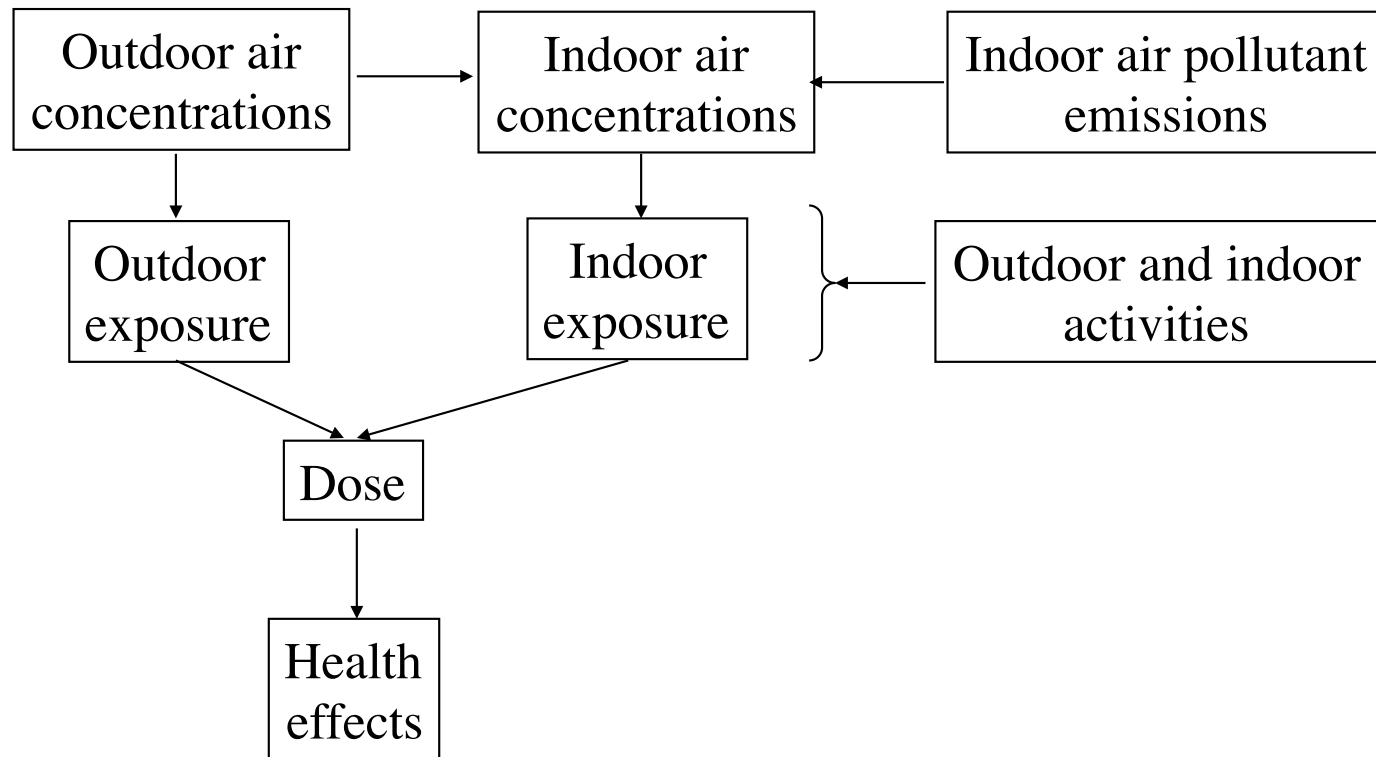 Outdoor air
concentrations
Indoor air
concentrations
Indoor air pollutant
emissions
Outdoor
exposure
Indoor
exposure
Outdoor and indoor
activities
Dose
Health
effects